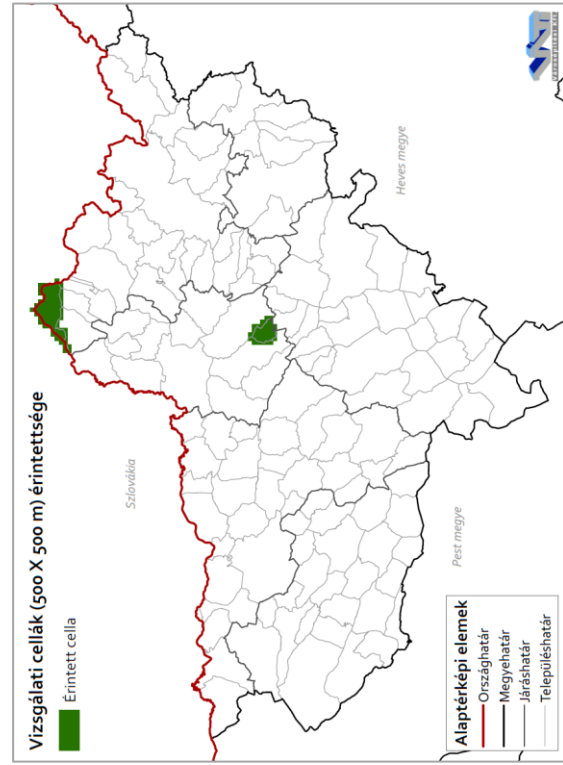 Vizsgálati cellák (500 X 500 m) érintettsége
Érintett cella
Szlovákia
Heves megye
Pest megye
Alaptérképi elemek
Országhatár
Megyehatár
Járáshatár
Településhatár